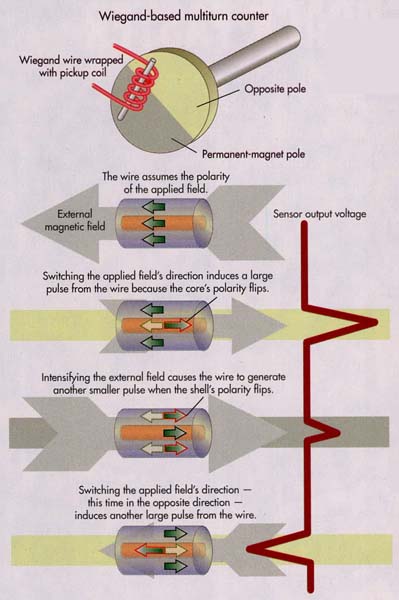 Wiegand-based multiturn counter
Wiegand wire wrapped
with pickup coil
Opposite pole
Permanent-magnet pole
The wire assumes the polarity
of the applied field.
External
magnetic field
Sensor output voltage
Switching the applied field's direction induces a large
pulse from the wire because the core's polarity flips.
Intensifying the external field causes the wire to generate
another smaller pulse when the shell's polarity flips.
Switching the applied field's direction —
this time in the opposite direction —
induces another large pulse from the wire.